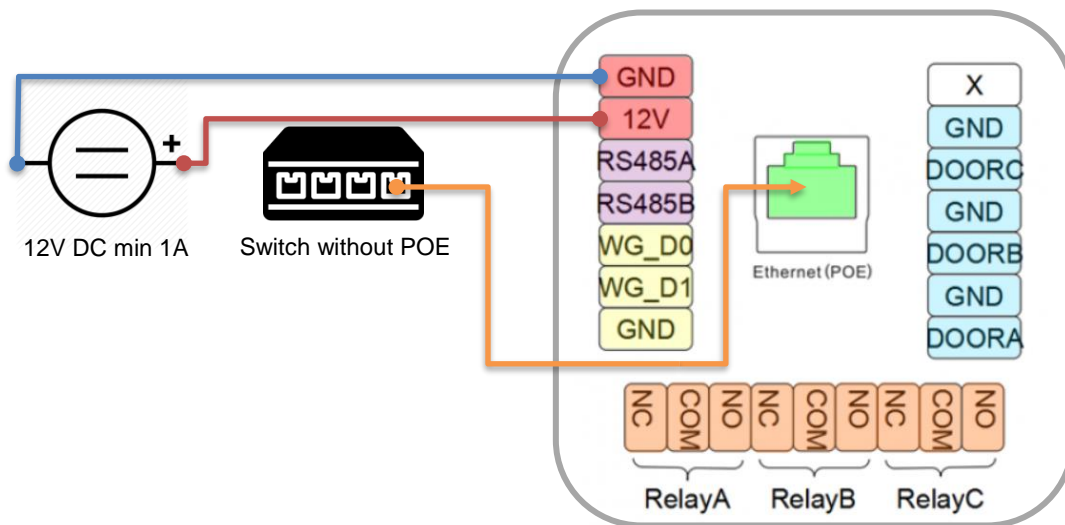 +
12V DC min 1A
Switch without POE
GND
12V
RS485A
RS485B
WG_D0
WG_D1
GND
Ethernet (POE)
X
GND
DOORC
GND
DOORB
GND
DOORA
NC COM NO NC COM NO NC COM NO
RelayA RelayB RelayC